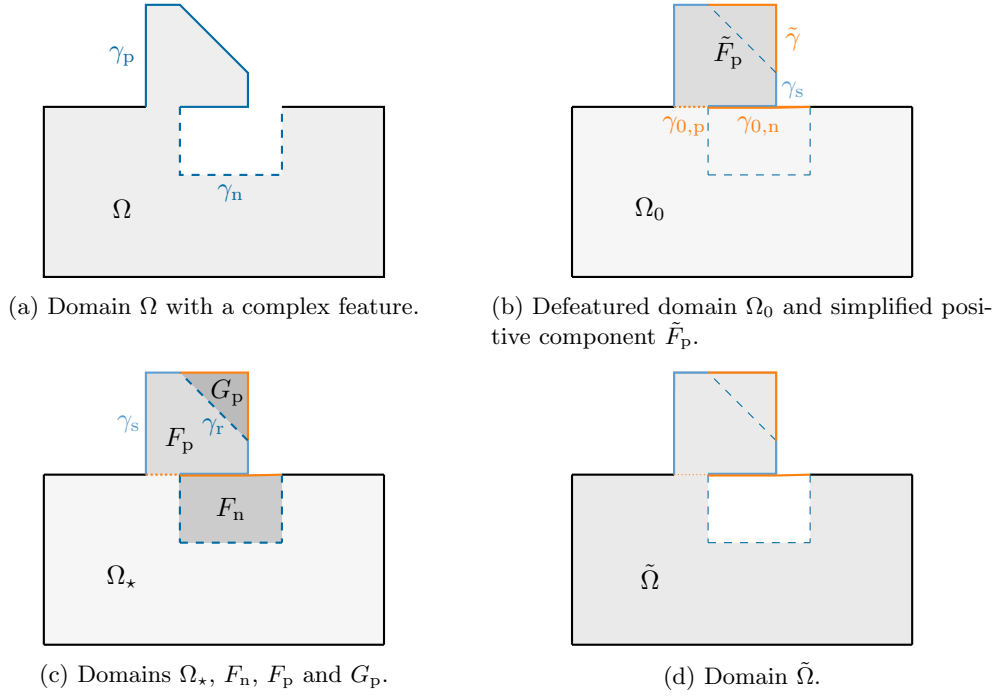 γp
Ω
γn
(a) Domain Ω with a complex feature.
F̃p
γ̃
γs
γ0,p
γ0,n
Ω0
(b) Defeatured domain Ω0 and simplified posi-
tive component F̃p.
Gp
γs
γr
Fp
Fn
Ω⋆
(c) Domains Ω⋆, Fn, Fp and Gp.
Ω̃
(d) Domain Ω̃.